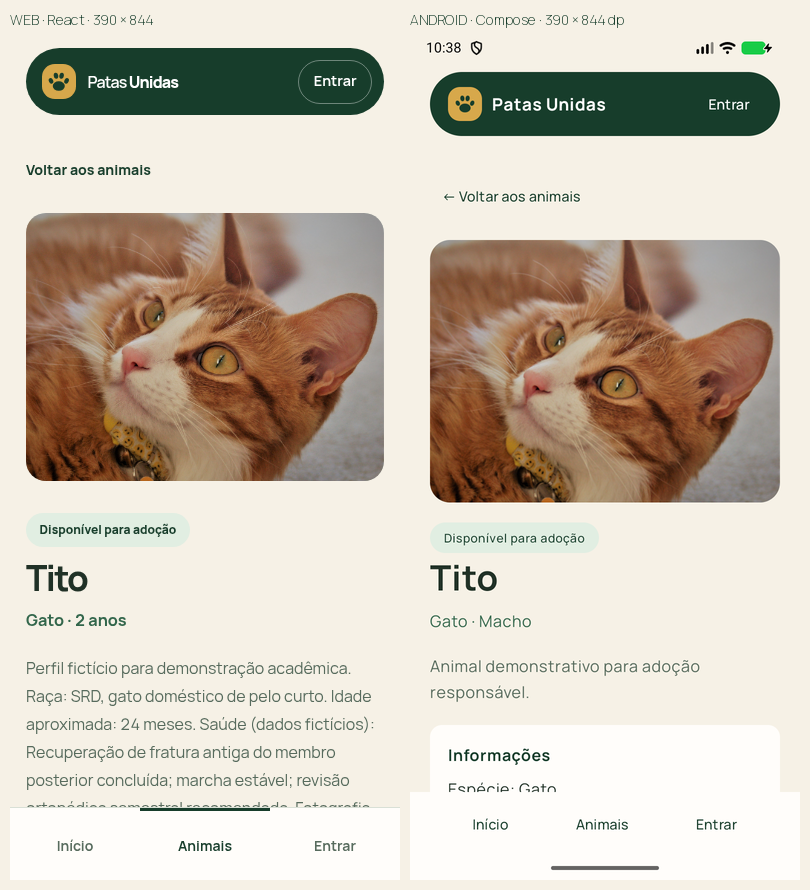 WEB · React · 390 × 844
Patas Unidas
Entrar
Voltar aos animais
Disponível para adoção
Tito
Gato · 2 anos
Perfil fictício para demonstração acadêmica.
Raça: SRD, gato doméstico de pelo curto. Idade
aproximada: 24 meses. Saúde (dados fictícios):
Recuperação de fratura antiga do membro
posterior concluída; marcha estável; revisão
ortopédica semestral recomendada. Fotografia
Início
Animais
Entrar
ANDROID · Compose · 390 × 844 dp
10:38
Patas Unidas
Entrar
← Voltar aos animais
Disponível para adoção
Tito
Gato · Macho
Animal demonstrativo para adoção
responsável.
Informações
Espécie: Gato
Início
Animais
Entrar